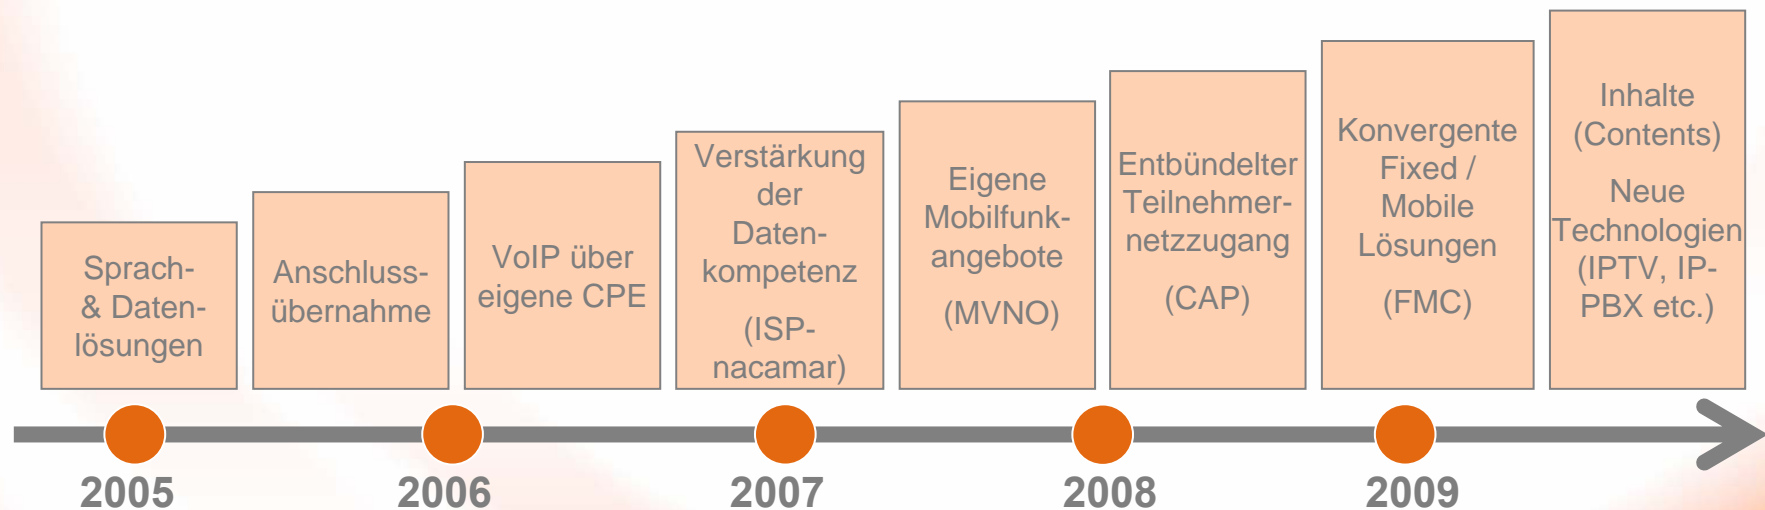 Sprach-
& Daten-
lösungen
Anschluss-
übernahme
VoIP über
eigene CPE
Verstärkung
der
Daten-
kompetenz
(ISP-
nacamar)
Eigene
Mobilfunk-
angebote
(MVNO)
Entbündelter
Teilnehmer-
netzzugang
(CAP)
Konvergente
Fixed /
Mobile
Lösungen
(FMC)
Inhalte
(Contents)
Neue
Technologien
(IPTV, IP-
PBX etc.)
2005
2006
2007
2008
2009